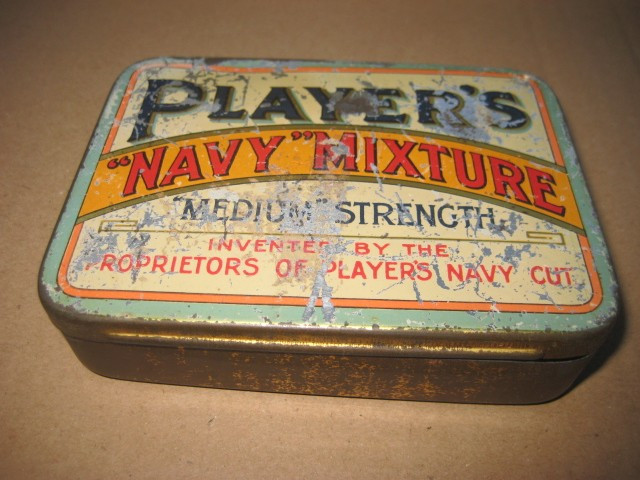 PLAYER'S
"NAVY" MIXTURE
"MEDIUM" STRENGTH.
INVENTED BY THE
PROPRIETORS OF PLAYERS NAVY CUT